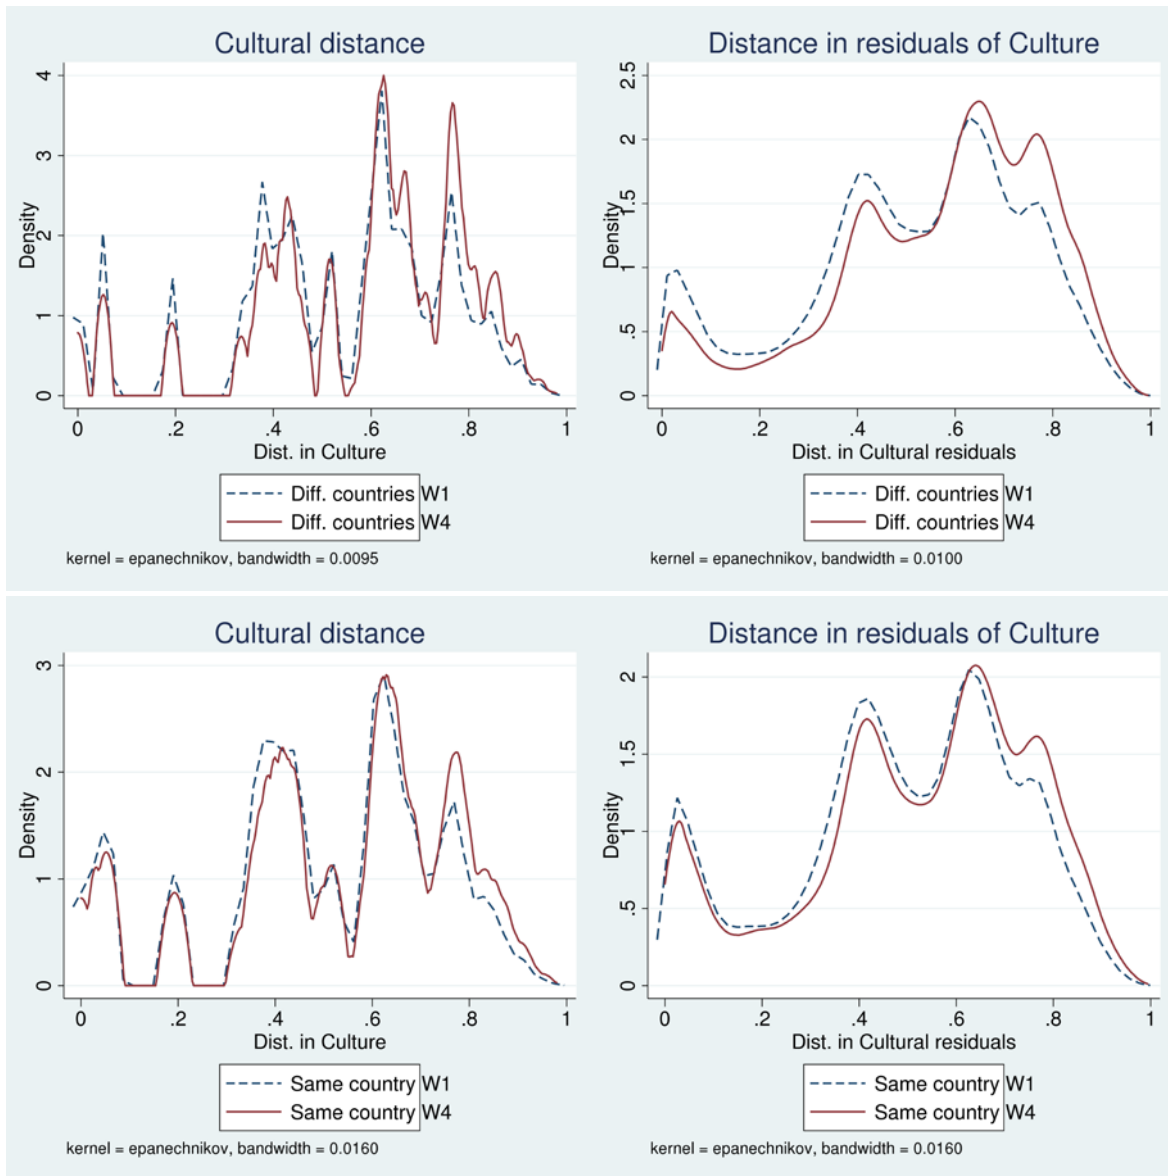 Cultural distance
Density
0 1 2 3 4
0 .2 .4 .6 .8 1
Dist. in Culture
Diff. countries W1
Diff. countries W4
kernel = epanechnikov, bandwidth = 0.0095
Distance in residuals of Culture
Density
0 .5 1 1.5 2 2.5
0 .2 .4 .6 .8 1
Dist. in Cultural residuals
Diff. countries W1
Diff. countries W4
kernel = epanechnikov, bandwidth = 0.0100
Cultural distance
Density
0 1 2 3
0 .2 .4 .6 .8 1
Dist. in Culture
Same country W1
Same country W4
kernel = epanechnikov, bandwidth = 0.0160
Distance in residuals of Culture
Density
0 .5 1 1.5 2
0 .2 .4 .6 .8 1
Dist. in Cultural residuals
Same country W1
Same country W4
kernel = epanechnikov, bandwidth = 0.0160